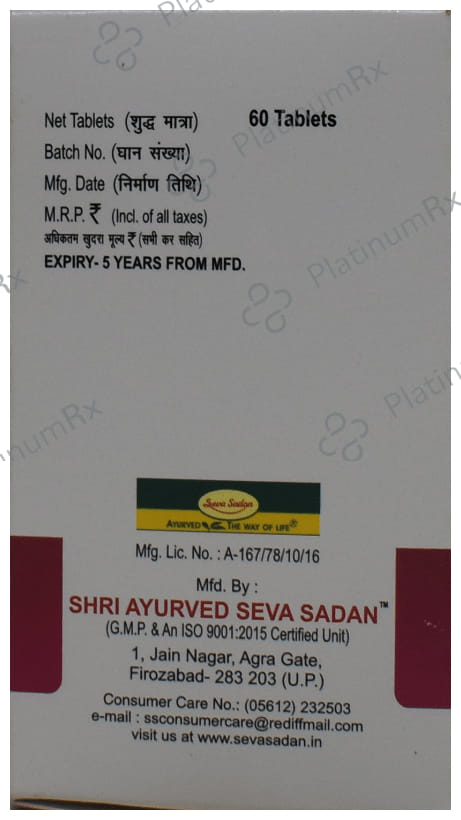 Net Tablets (शुद्ध मात्रा) 60 Tablets
Batch No. (घान संख्या)
Mfg. Date (निर्माण तिथि)
M.R.P. ₹ (Incl. of all taxes)
अधिकतम खुदरा मूल्य ₹ (सभी कर सहित)
EXPIRY- 5 YEARS FROM MFD.
Seva Sadan
AYURVED THE WAY OF LIFE®
Mfg. Lic. No. : A-167/78/10/16
Mfd. By :
SHRI AYURVED SEVA SADAN™
(G.M.P. & An ISO 9001:2015 Certified Unit)
1, Jain Nagar, Agra Gate,
Firozabad- 283 203 (U.P.)
Consumer Care No.: (05612) 232503
e-mail : ssconsumercare@rediffmail.com
visit us at www.sevasadan.in
PlatinumRx
PlatinumRx